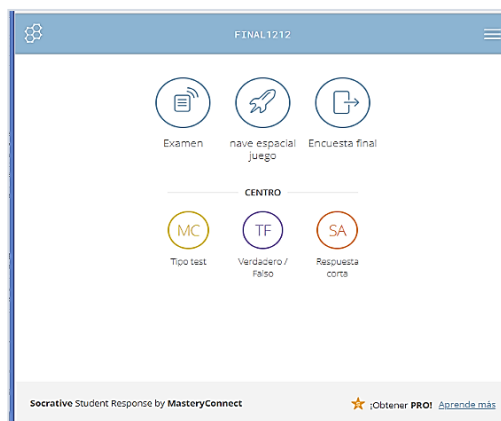 FINAL1212
Examen
nave espacial
juego
Encuesta final
CENTRO
MC
TF
SA
Tipo test
Verdadero /
Falso
Respuesta
corta
Socrative Student Response by MasteryConnect
¡Obtener PRO! Aprende más